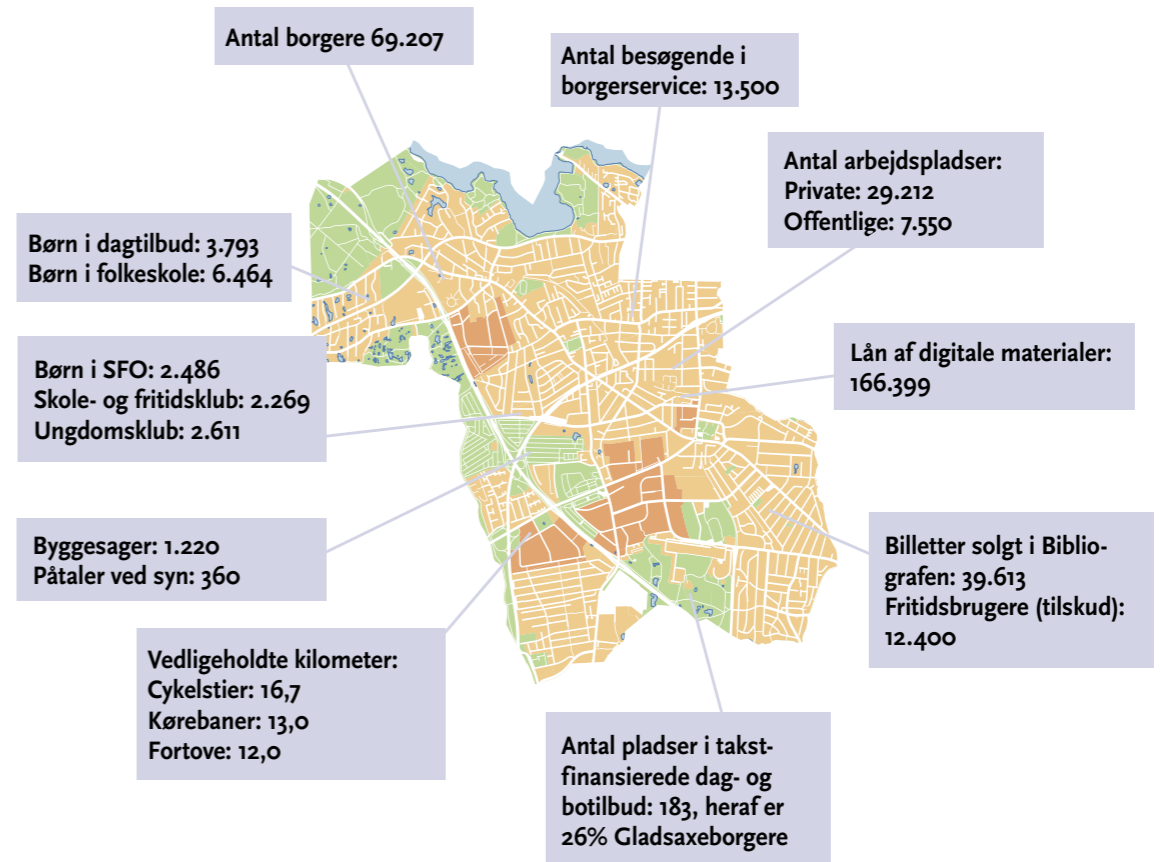 Antal borgere 69.207
Antal besøgende i
borgerservice: 13.500
Antal arbejdspladser:
Private: 29.212
Offentlige: 7.550
Børn i dagtilbud: 3.793
Børn i folkeskole: 6.464
Lån af digitale materialer:
166.399
Børn i SFO: 2.486
Skole- og fritidsklub: 2.269
Ungdomsklub: 2.611
Byggesager: 1.220
Påtaler ved syn: 360
Billetter solgt i Biblio-
grafen: 39.613
Fritidsbrugere (tilskud):
12.400
Vedligeholdte kilometer:
Cykelstier: 16,7
Kørebaner: 13,0
Fortove: 12,0
Antal pladser i takst-
finansierede dag- og
botilbud: 183, heraf er
26% Gladsaxeborgere